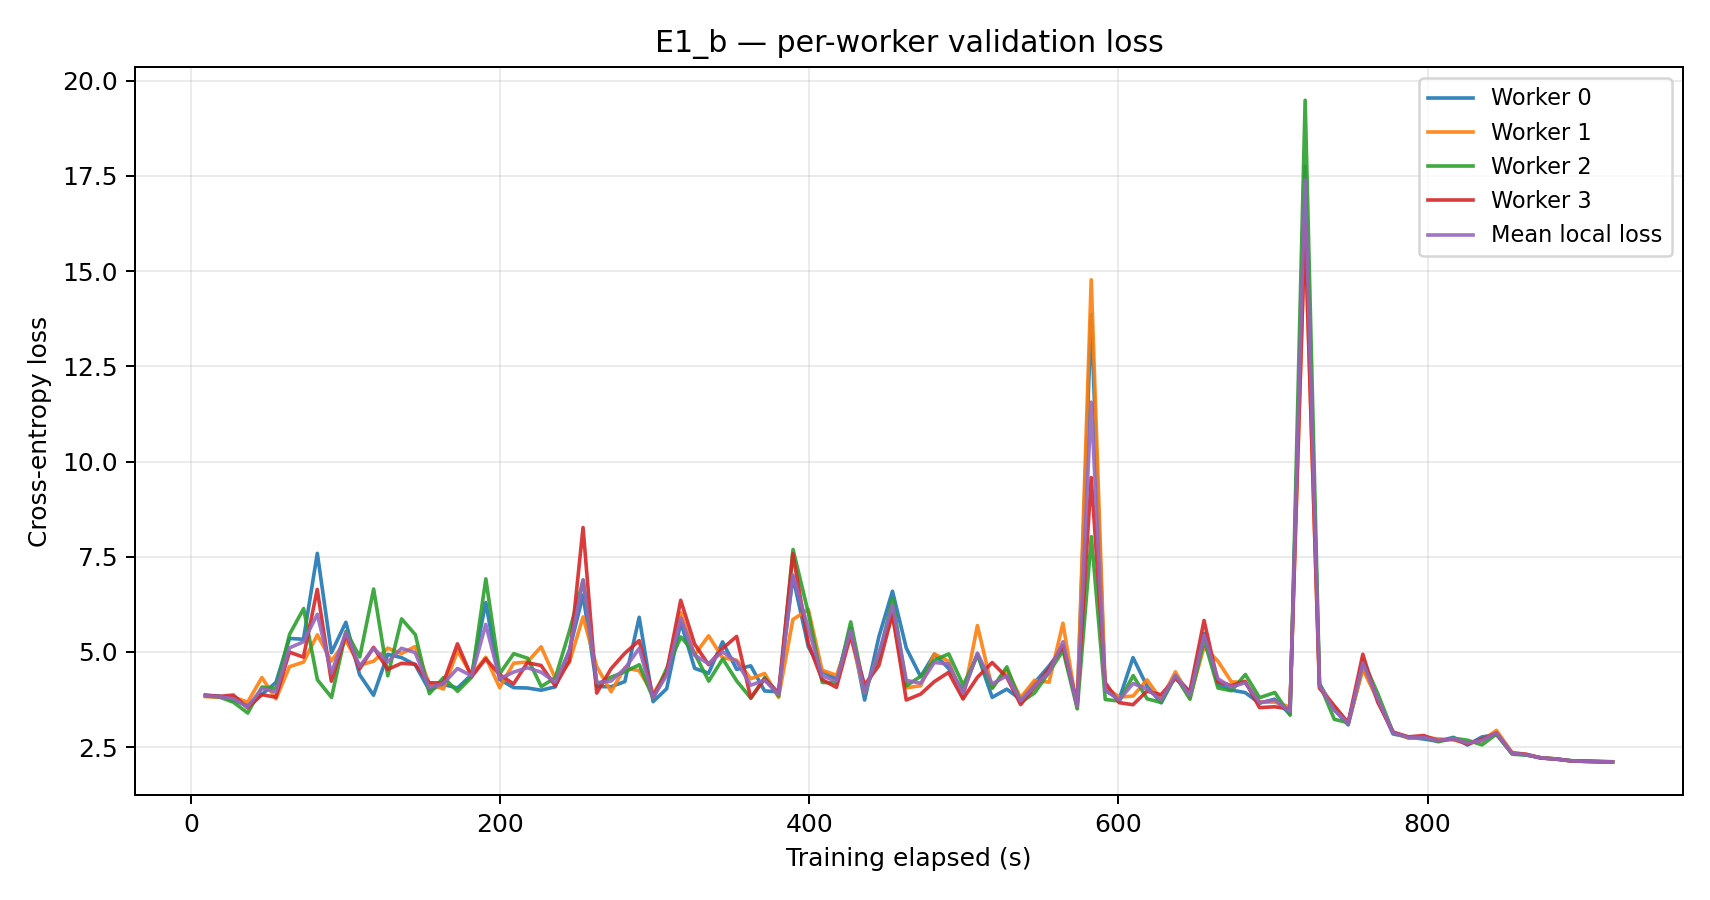 E1_b — per-worker validation loss
20.0
17.5
15.0
12.5
10.0
7.5
5.0
2.5
Cross-entropy loss
Worker 0
Worker 1
Worker 2
Worker 3
Mean local loss
0 200 400 600 800
Training elapsed (s)